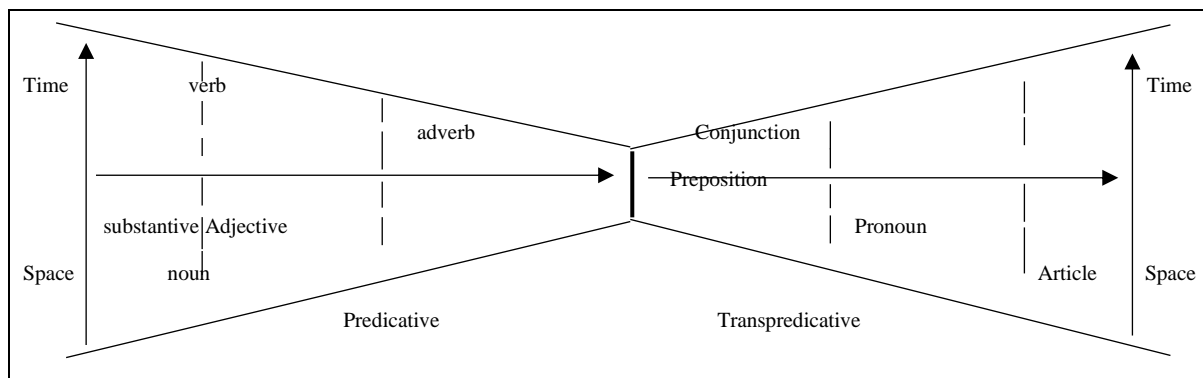 Time
verb
Time
adverb
Conjunction
Preposition
substantive Adjective
Pronoun
Space
noun
Article
Space
Predicative
Transpredicative